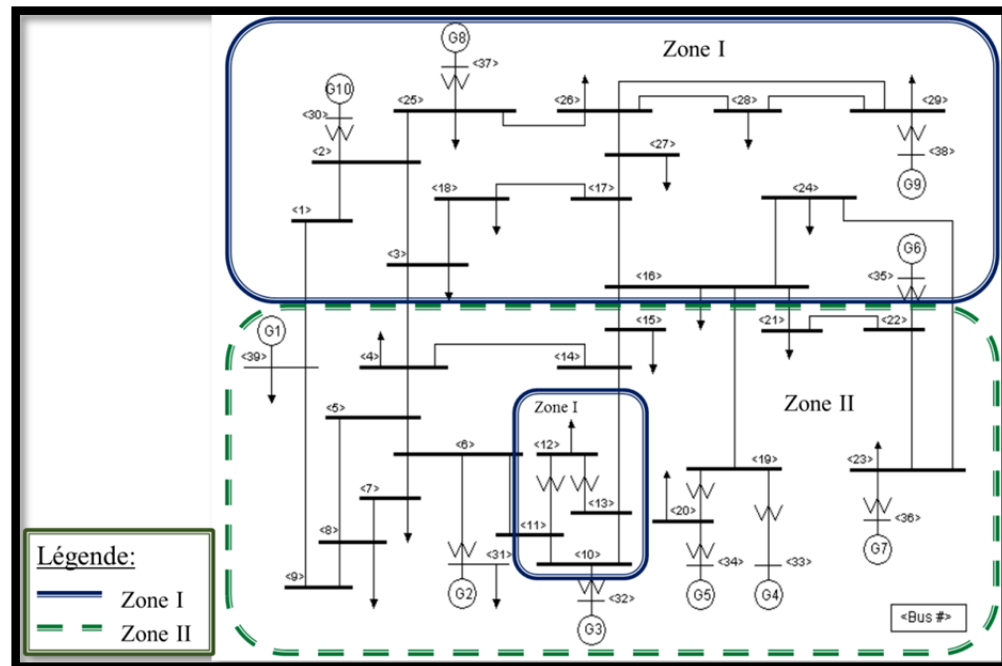 G8
Zone I
<37>
G10
<30>
<25>
<26>
<28>
<29>
<2>
<27>
<38>
<18>
<17>
<24>
G9
<1>
<3>
G6
<16>
<35>
G1
<15>
<21>
<22>
<39>
<4>
<14>
<5>
Zone I
Zone II
<6>
<12>
<19>
<23>
<7>
<13>
<20>
<8>
<11>
<36>
<9>
<31>
<10>
<34>
<33>
G7
G2
<32>
G5
G4
G3
<Bus #>
Légende:
Zone I
Zone II